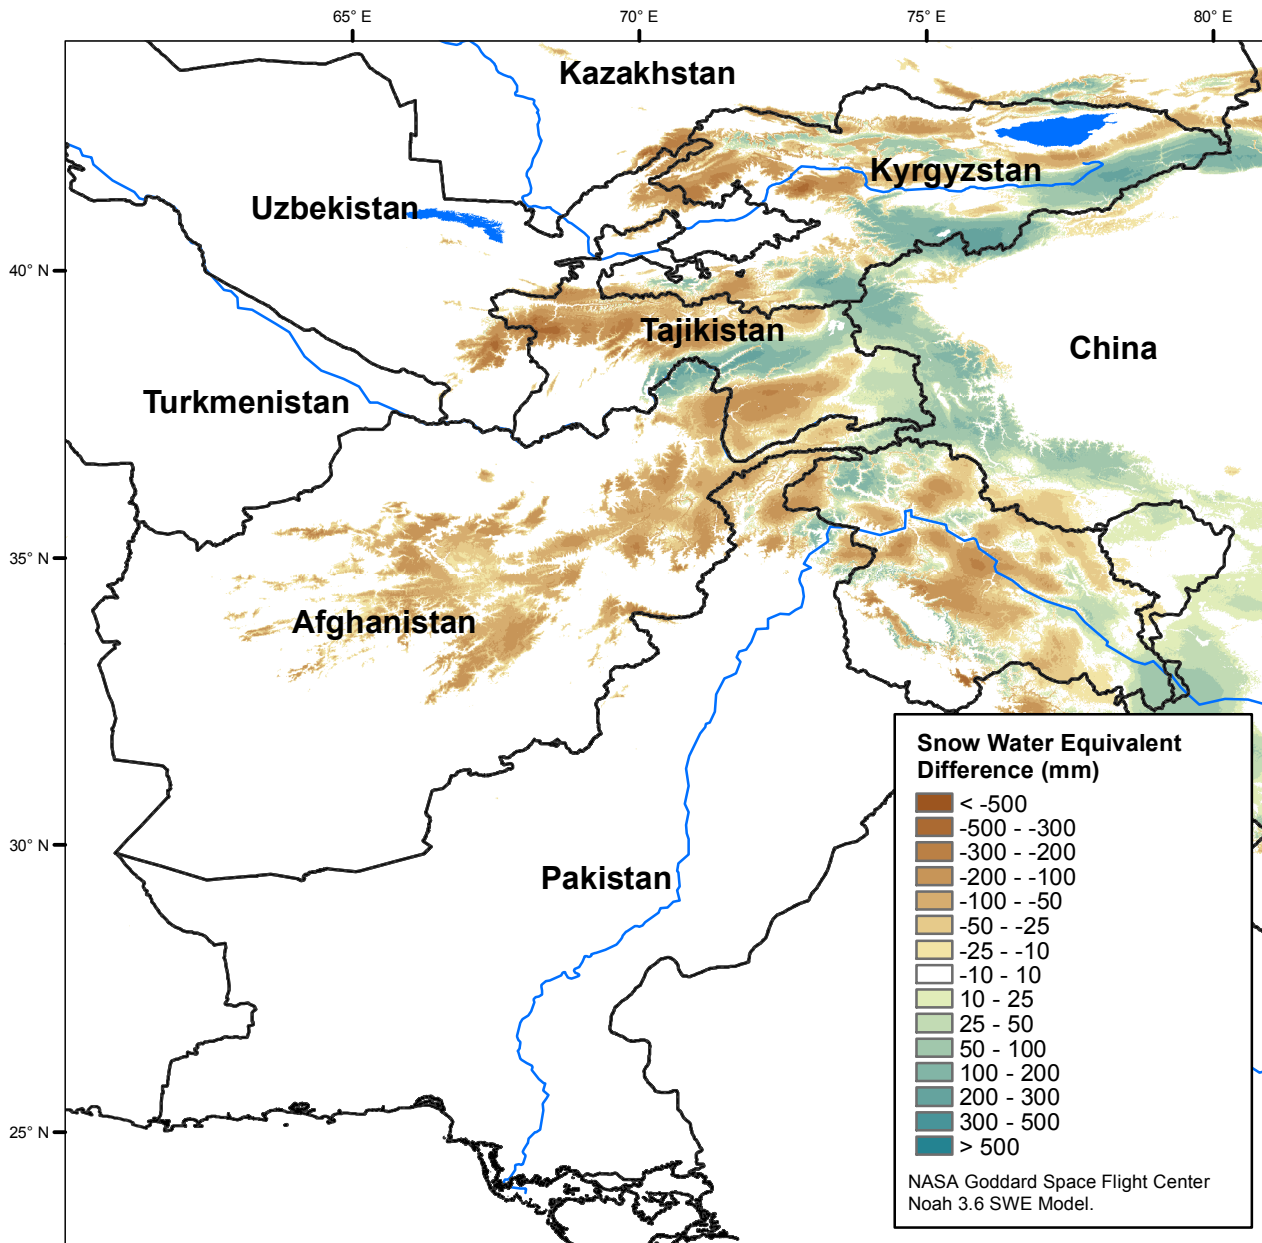 65° E
70° E
75° E
80° E
Kazakhstan
Kyrgyzstan
Uzbekistan
40° N
Tajikistan
China
Turkmenistan
35° N
Afghanistan
30° N
Pakistan
25° N
Snow Water Equivalent
Difference (mm)
< -500
-500 - -300
-300 - -200
-200 - -100
-100 - -50
-50 - -25
-25 - -10
-10 - 10
10 - 25
25 - 50
50 - 100
100 - 200
200 - 300
300 - 500
> 500
NASA Goddard Space Flight Center
Noah 3.6 SWE Model.